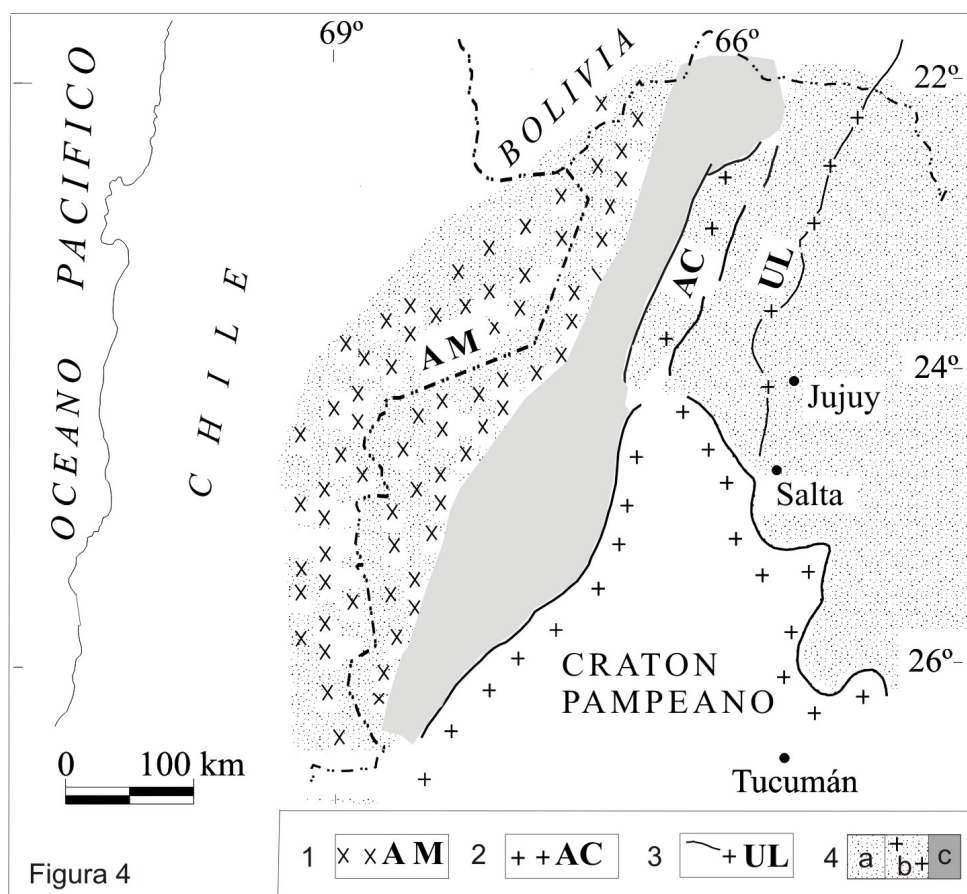 69º
66º
22º
BOLIVIA
OCEANO PACIFICO
CHILE
AC
UL
AM
24º
Jujuy
Salta
26º
CRATON
PAMPEANO
0 100 km
Tucumán
Figura 4
1 x x AM 2 + + AC 3 + UL 4 a b + + c